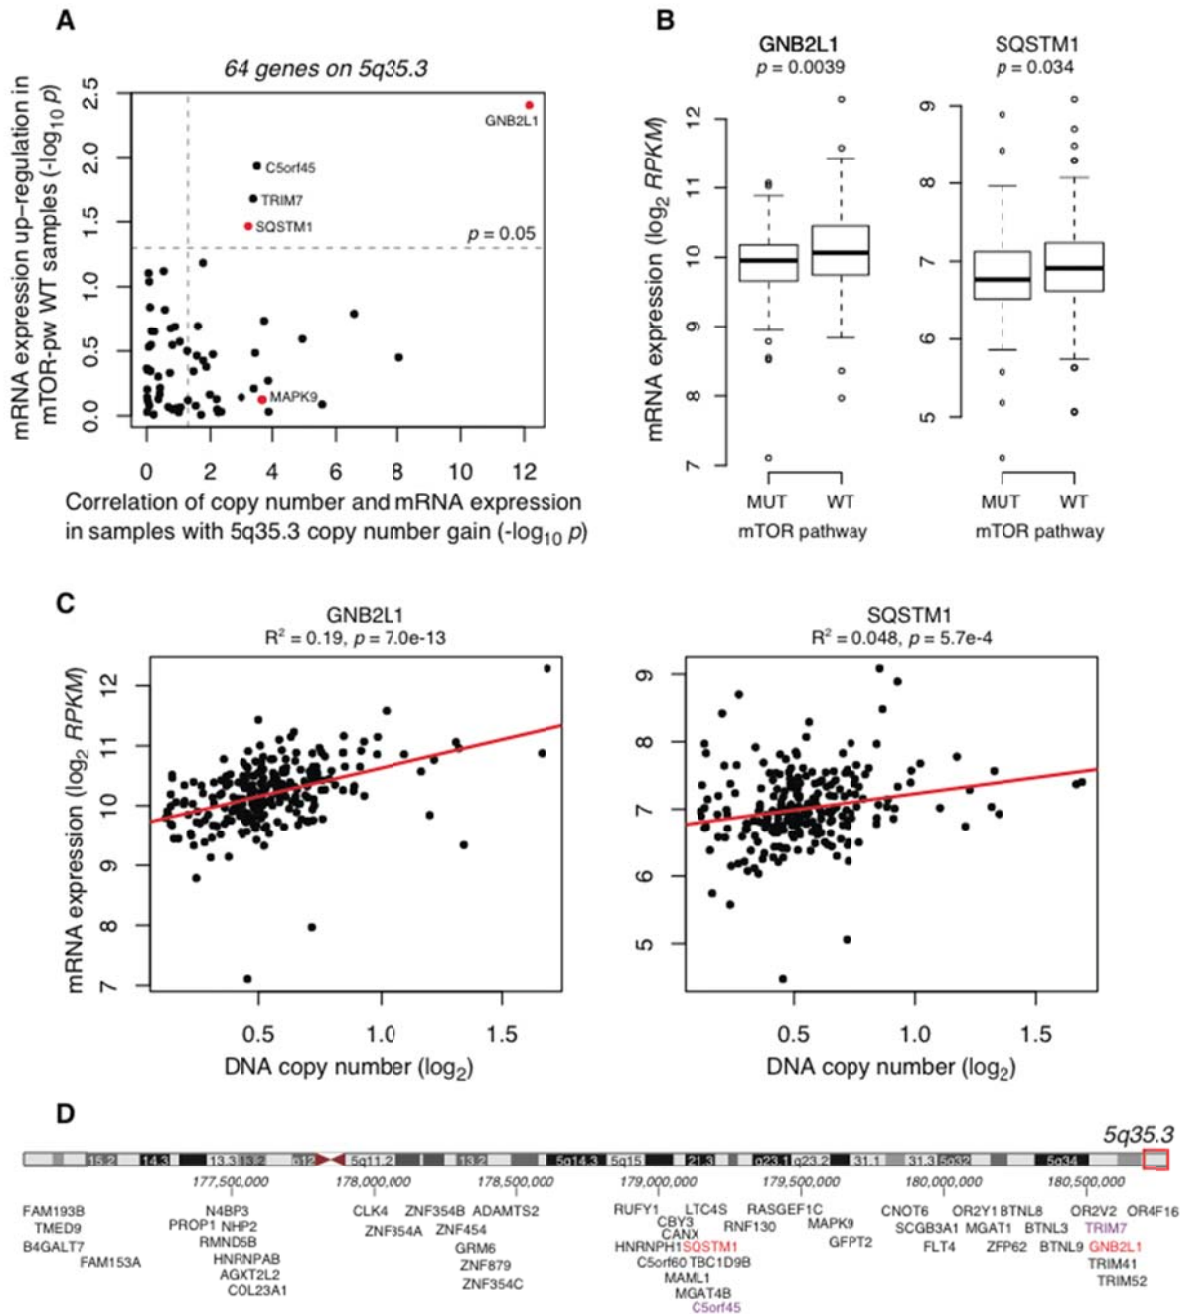 A
64 genes on 5q35.3
mRNA expression up-regulation in
mTOR-pw WT samples (-log10 p)
2.5
2.0
1.5
1.0
0.5
0.0
GNB2L1
C5orf45
TRIM7
SQSTM1
p = 0.05
MAPK9
0 2 4 6 8 10 12
Correlation of copy number and mRNA expression
in samples with 5q35.3 copy number gain (-log10 p)
B
GNB2L1
p = 0.0039
mRNA expression (log2 RPKM)
12
11
10
9
8
7
MUT WT
mTOR pathway
SQSTM1
p = 0.034
9
8
7
6
5
MUT WT
mTOR pathway
C
GNB2L1
R2 = 0.19, p = 7.0e-13
mRNA expression (log2 RPKM)
12
11
10
9
8
7
0.5 1.0 1.5
DNA copy number (log2)
SQSTM1
R2 = 0.048, p = 5.7e-4
9
8
7
6
5
0.5 1.0 1.5
DNA copy number (log2)
D
5q35.3
15.2 14.3 13.3 13.2 q12 5q11.2 13.2 5q14.3 5q15 21.3 q23.1 q23.2 31.1 31.3 5q32 5q34
177,500,000 178,000,000 178,500,000 179,000,000 179,500,000 180,000,000 180,500,000
FAM193B N4BP3 CLK4 ZNF354B ADAMTS2 RUFY1 LTC4S RASGEF1C CNOT6 OR2Y1 BTNL8 OR2V2 OR4F16
TMED9 PROP1 NHP2 ZNF354A ZNF454 CBY3 RNF130 MAPK9 SCGB3A1 MGAT1 BTNL3 TRIM7
CANX
B4GALT7 RMND5B GRM6 HNRNPH1 SQSTM1 GFPT2 FLT4 ZFP62 BTNL9 GNB2L1
FAM153A HNRNPAB ZNF879 C5orf60 TBC1D9B TRIM41
AGXT2L2 ZNF354C MAML1 TRIM52
COL23A1 MGAT4B
C5orf45